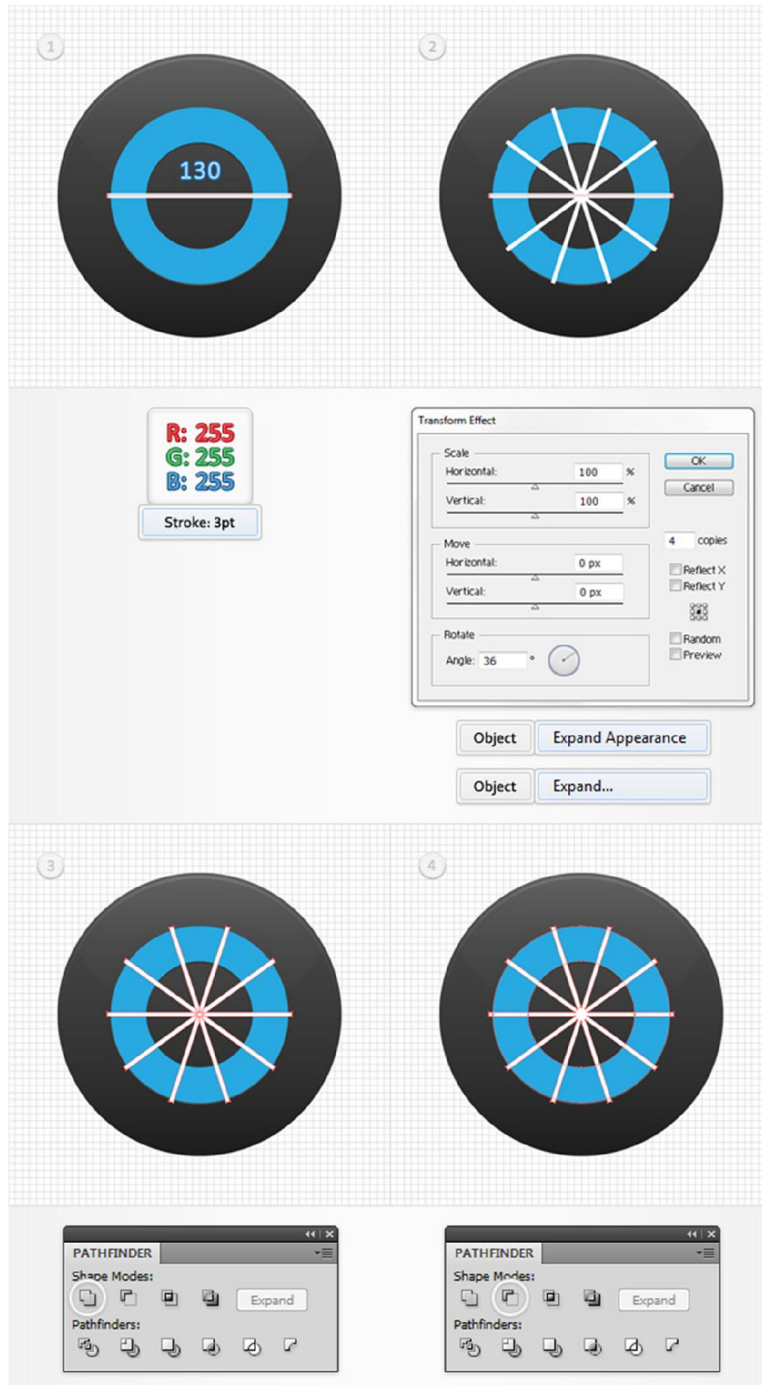 1
2
130
R: 255
G: 255
B: 255
Stroke: 3pt
Transform Effect
Scale
Horizontal: 100 %
Vertical: 100 %
OK
Cancel
Move
Horizontal: 0 px
Vertical: 0 px
4 copies
Reflect X
Reflect Y
Rotate
Angle: 36 °
Random
Preview
Object Expand Appearance
Object Expand...
3
4
PATHFINDER
Shape Modes:
Expand
Pathfinders:
PATHFINDER
Shape Modes:
Expand
Pathfinders: